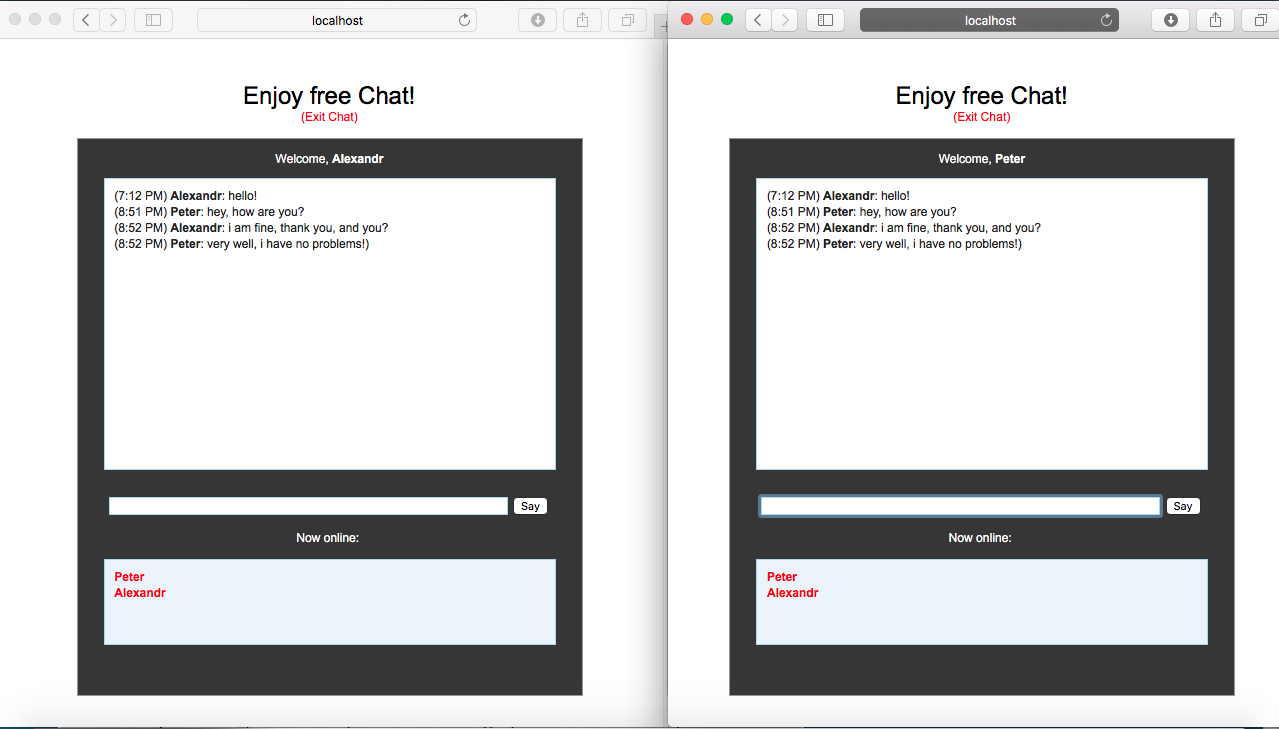 localhost
Enjoy free Chat!
(Exit Chat)
Welcome, Alexandr
(7:12 PM) Alexandr: hello!
(8:51 PM) Peter: hey, how are you?
(8:52 PM) Alexandr: i am fine, thank you, and you?
(8:52 PM) Peter: very well, i have no problems!)
Say
Now online:
Peter
Alexandr
localhost
Enjoy free Chat!
(Exit Chat)
Welcome, Peter
(7:12 PM) Alexandr: hello!
(8:51 PM) Peter: hey, how are you?
(8:52 PM) Alexandr: i am fine, thank you, and you?
(8:52 PM) Peter: very well, i have no problems!)
Say
Now online:
Peter
Alexandr